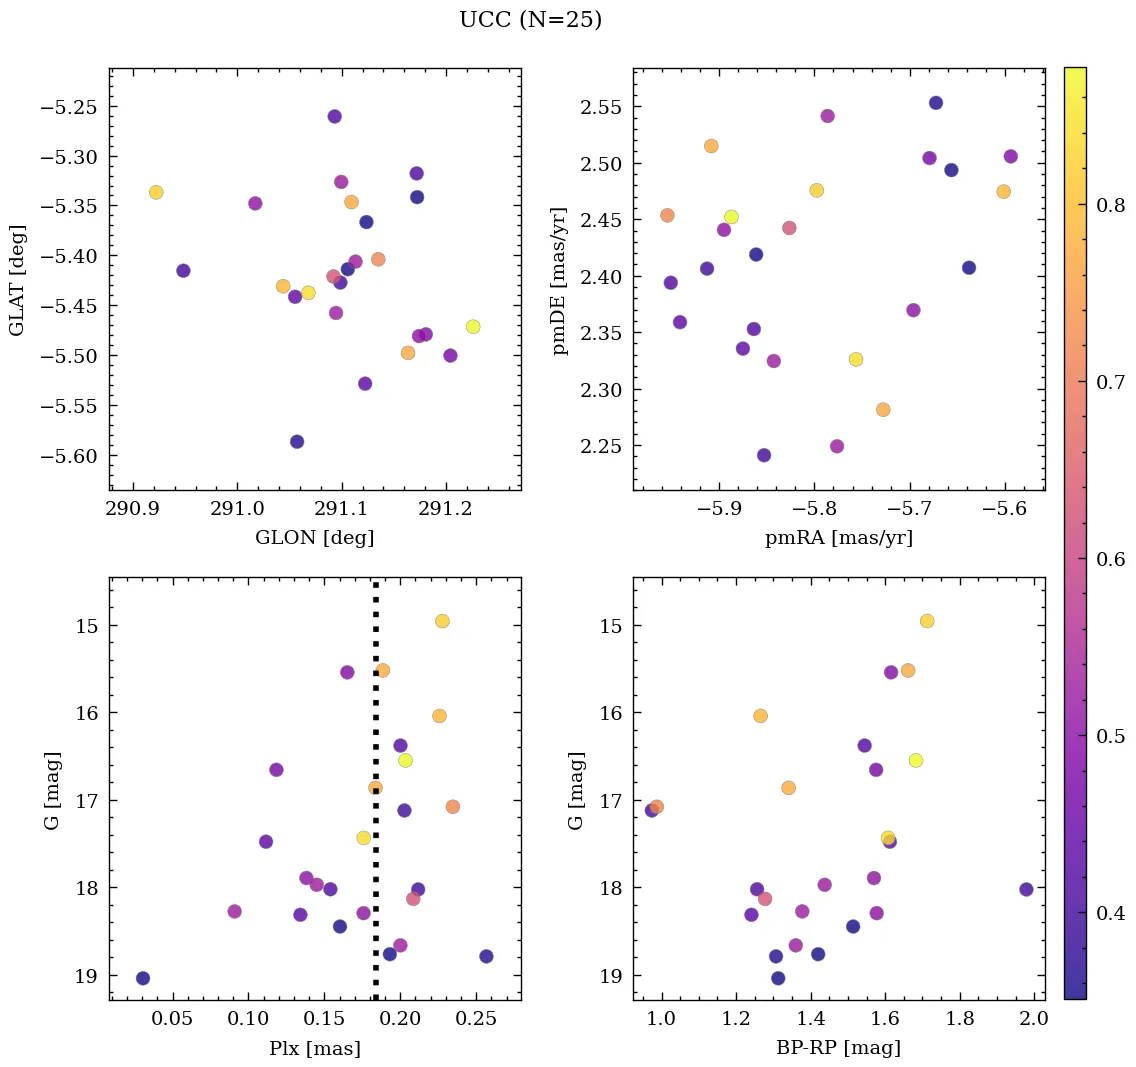 UCC (N=25)
−5.25
−5.30
−5.35
−5.40
−5.45
−5.50
−5.55
−5.60
GLAT [deg]
290.9 291.0 291.1 291.2
GLON [deg]
2.55
2.50
2.45
2.40
2.35
2.30
2.25
pmDE [mas/yr]
−5.9 −5.8 −5.7 −5.6
pmRA [mas/yr]
15
16
17
18
19
G [mag]
0.05 0.10 0.15 0.20 0.25
Plx [mas]
15
16
17
18
19
G [mag]
1.0 1.2 1.4 1.6 1.8 2.0
BP-RP [mag]
0.8
0.7
0.6
0.5
0.4